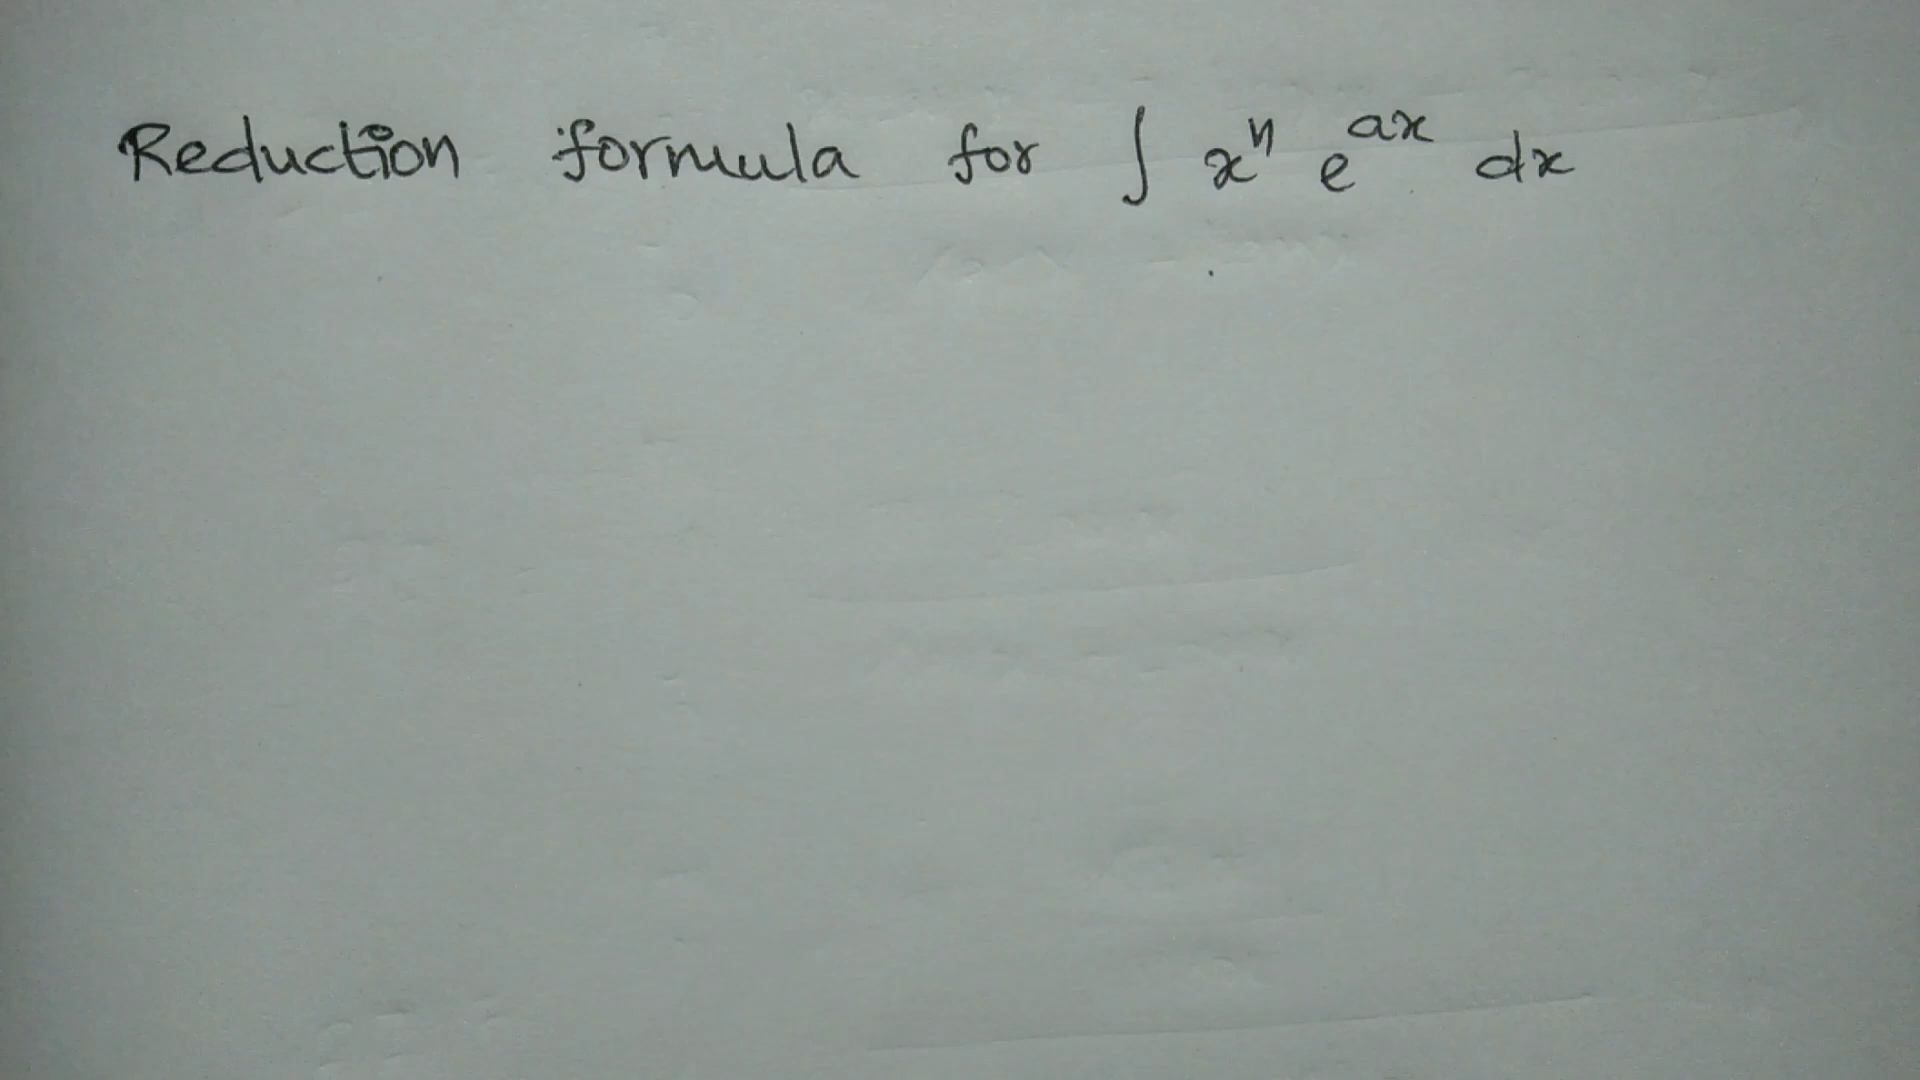 Reduction formula for ∫ xⁿ eᵃˣ dx